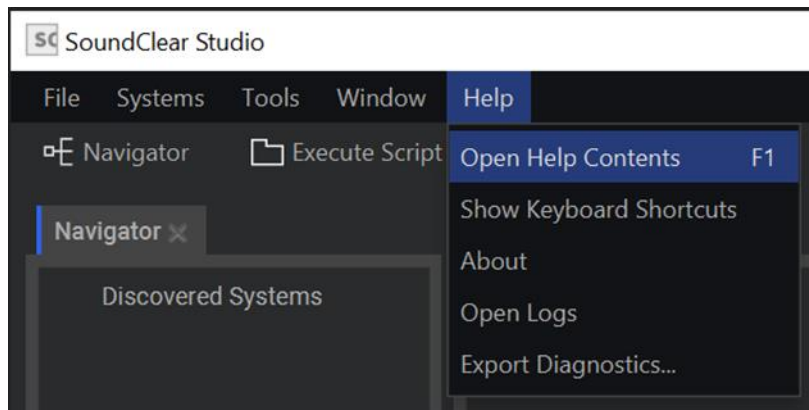 SC SoundClear Studio
File Systems Tools Window Help
Navigator Execute Script
Open Help Contents F1
Show Keyboard Shortcuts
Navigator
About
Discovered Systems
Open Logs
Export Diagnostics...